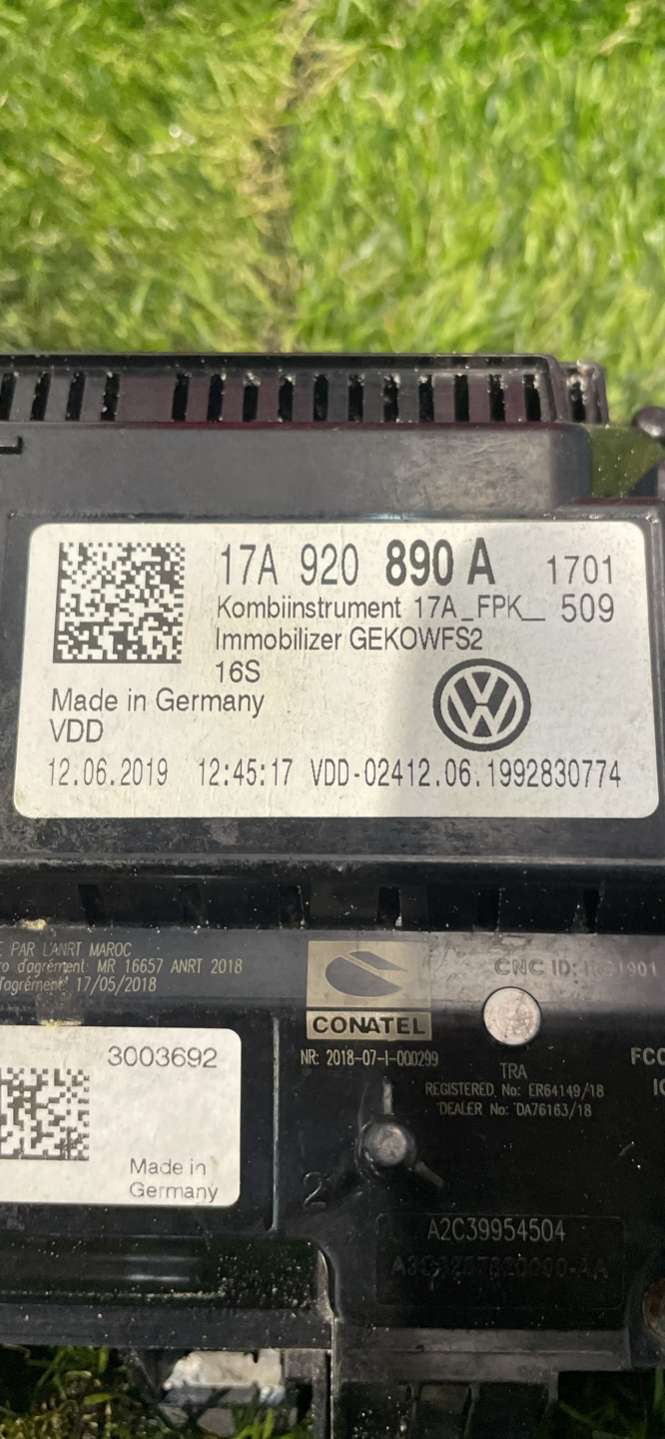 17A 920 890 A 1701
Kombiinstrument 17A_FPK_ 509
Immobilizer GEKOWFS2
16S
Made in Germany
VDD
12.06.2019 12:45:17 VDD-02412.06.1992830774
PAR L'ANRT MAROC
d'agrément: MR 16657 ANRT 2018
d'agrément: 17/05/2018
CONATEL
NR: 2018-07-I-000299
CNC ID:
TRA
REGISTERED. No: ER64149/18
DEALER No: DA76163/18
FCC
3003692
Made in
Germany
2
A2C39954504